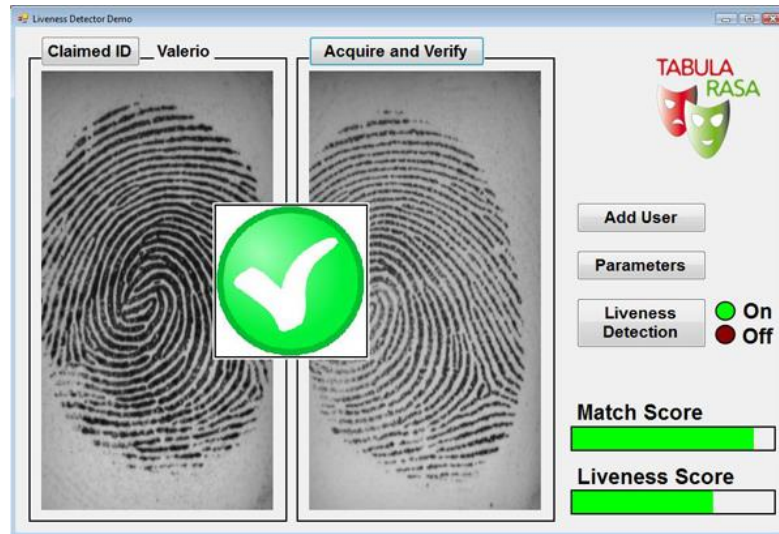 Liveness Detector Demo
Claimed ID Valerio
Acquire and Verify
TABULA
RASA
Add User
Parameters
Liveness
Detection
On
Off
Match Score
Liveness Score